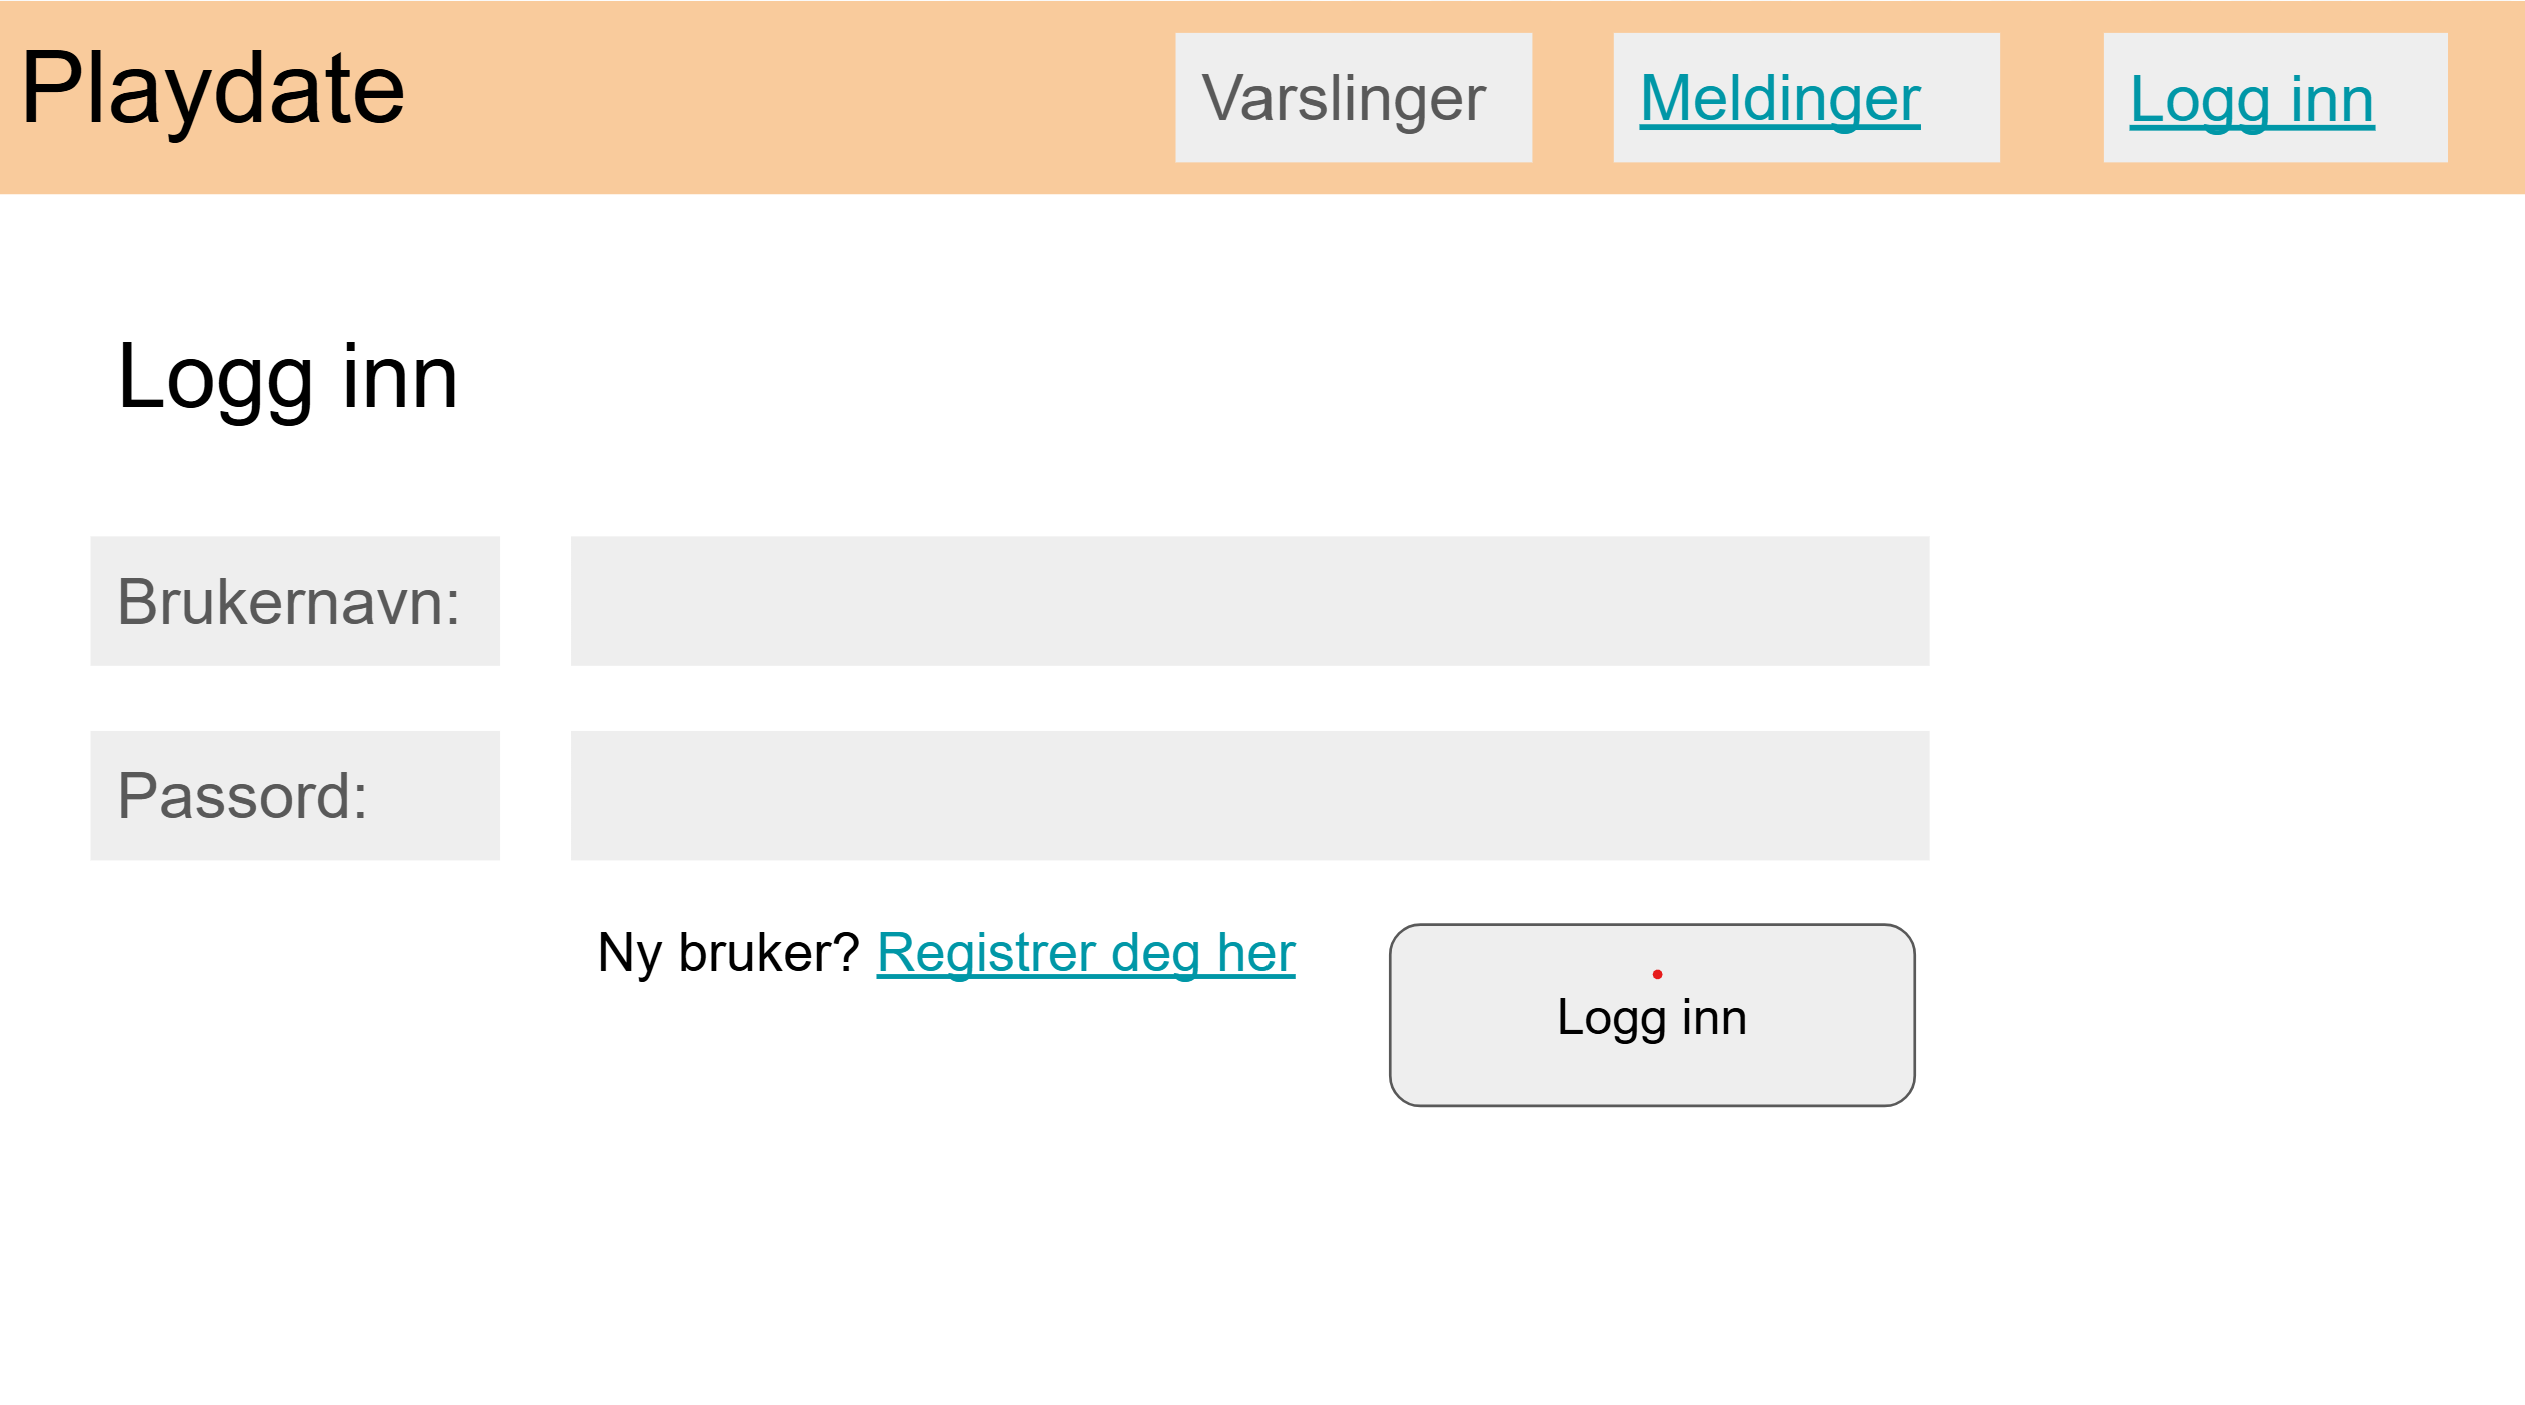 Playdate
Varslinger
Meldinger
Logg inn
Logg inn
Brukernavn:
Passord:
Ny bruker? Registrer deg her
Logg inn